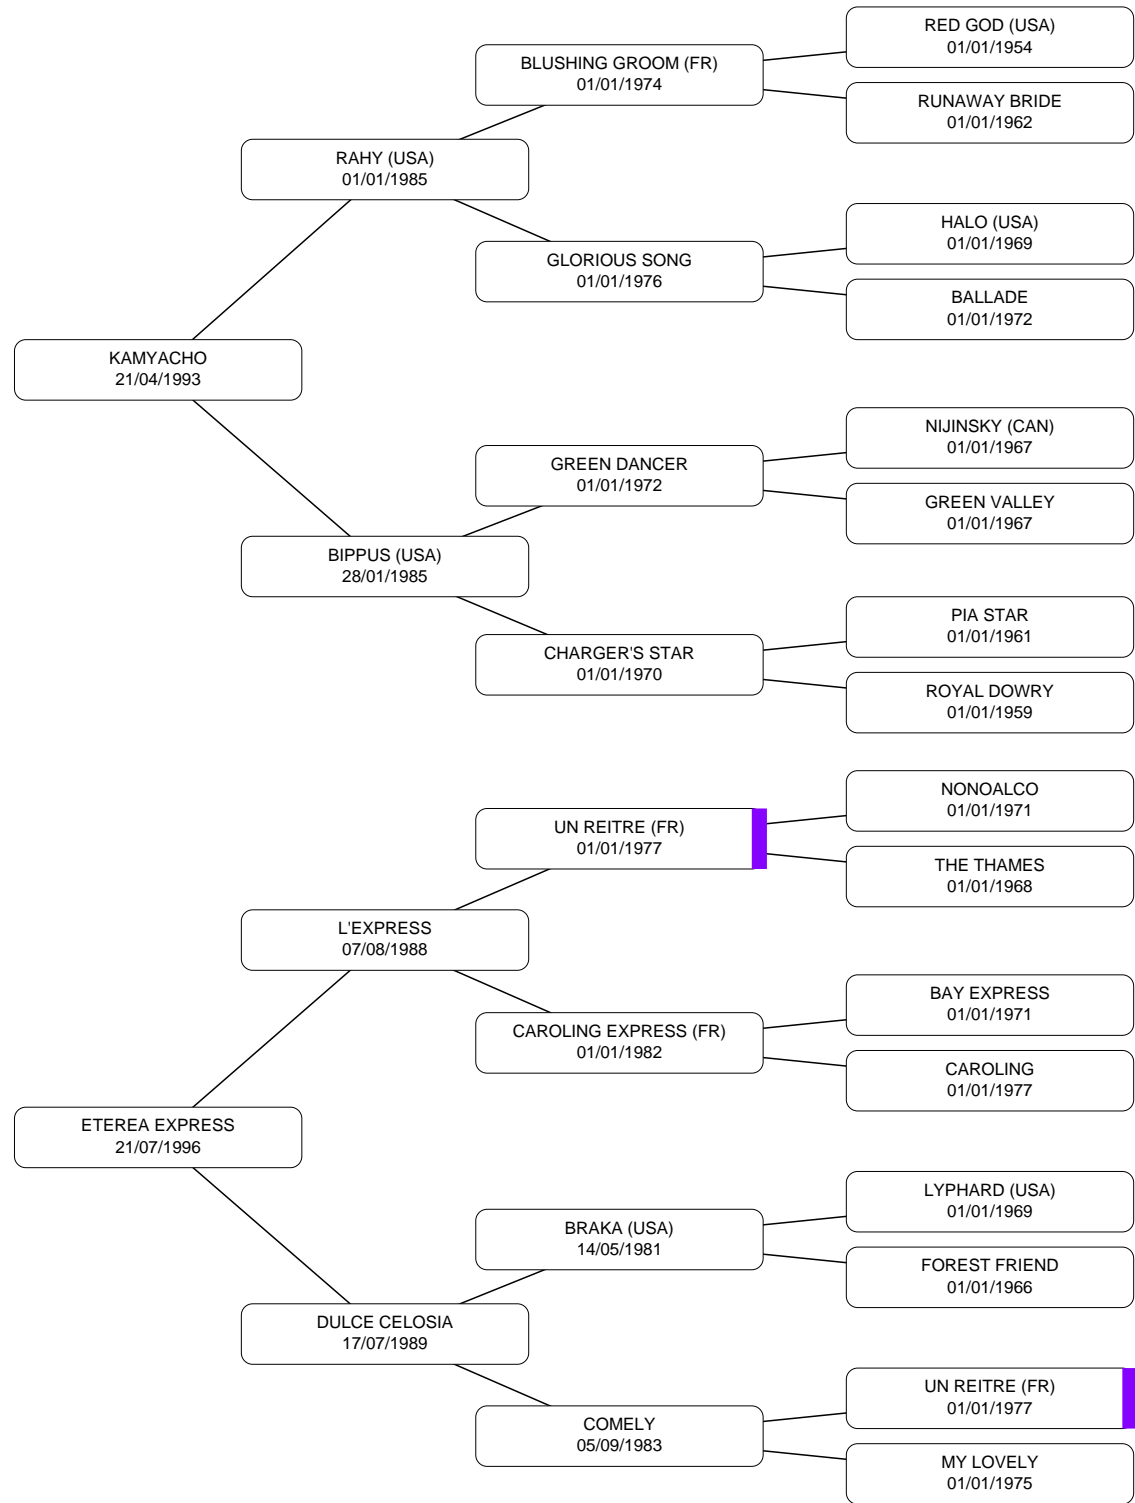 RED GOD (USA)
01/01/1954
BLUSHING GROOM (FR)
01/01/1974
RUNAWAY BRIDE
01/01/1962
RAHY (USA)
01/01/1985
HALO (USA)
01/01/1969
GLORIOUS SONG
01/01/1976
BALLADE
01/01/1972
KAMYACHO
21/04/1993
NIJINSKY (CAN)
01/01/1967
GREEN DANCER
01/01/1972
GREEN VALLEY
01/01/1967
BIPPUS (USA)
28/01/1985
PIA STAR
01/01/1961
CHARGER'S STAR
01/01/1970
ROYAL DOWRY
01/01/1959
NONOALCO
01/01/1971
UN REITRE (FR)
01/01/1977
THE THAMES
01/01/1968
L'EXPRESS
07/08/1988
BAY EXPRESS
01/01/1971
CAROLING EXPRESS (FR)
01/01/1982
CAROLING
01/01/1977
ETEREA EXPRESS
21/07/1996
LYPHARD (USA)
01/01/1969
BRAKA (USA)
14/05/1981
FOREST FRIEND
01/01/1966
DULCE CELOSIA
17/07/1989
UN REITRE (FR)
01/01/1977
COMELY
05/09/1983
MY LOVELY
01/01/1975